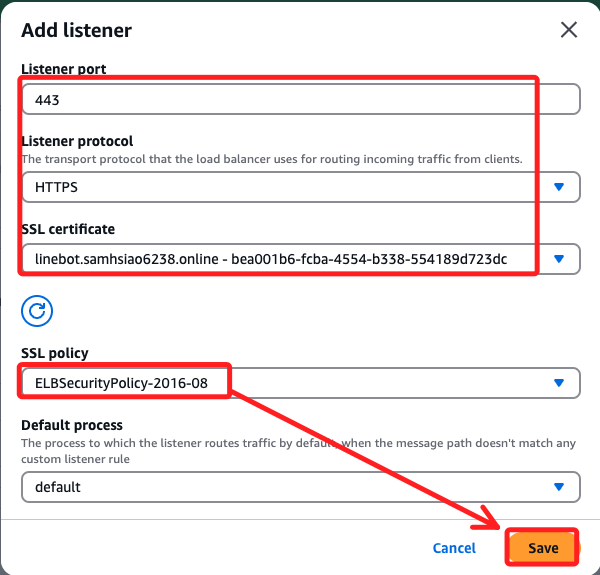 Add listener
Listener port
443
Listener protocol
The transport protocol that the load balancer uses for routing incoming traffic from clients.
HTTPS
SSL certificate
linebot.samhsiao6238.online - bea001b6-fcba-4554-b338-554189d723dc
SSL policy
ELBSecurityPolicy-2016-08
Default process
The process to which the listener routes traffic by default when the message path doesn't match any
custom listener rule
default
Cancel
Save